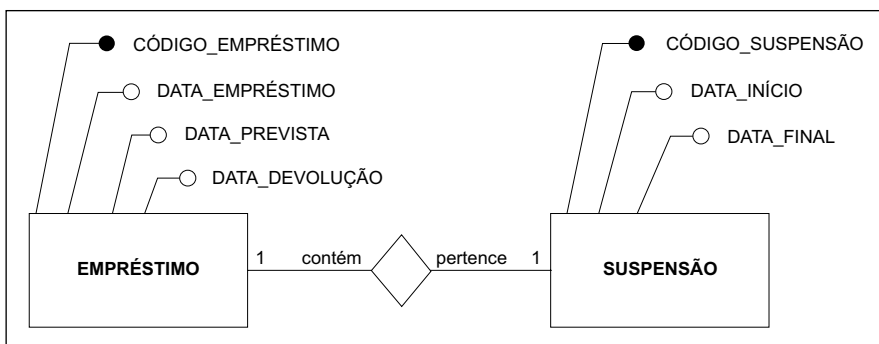 CÓDIGO_EMPRÉSTIMO
DATA_EMPRÉSTIMO
DATA_PREVISTA
DATA_DEVOLUÇÃO
EMPRÉSTIMO
1 contém
pertence 1
CÓDIGO_SUSPENSÃO
DATA_INÍCIO
DATA_FINAL
SUSPENSÃO